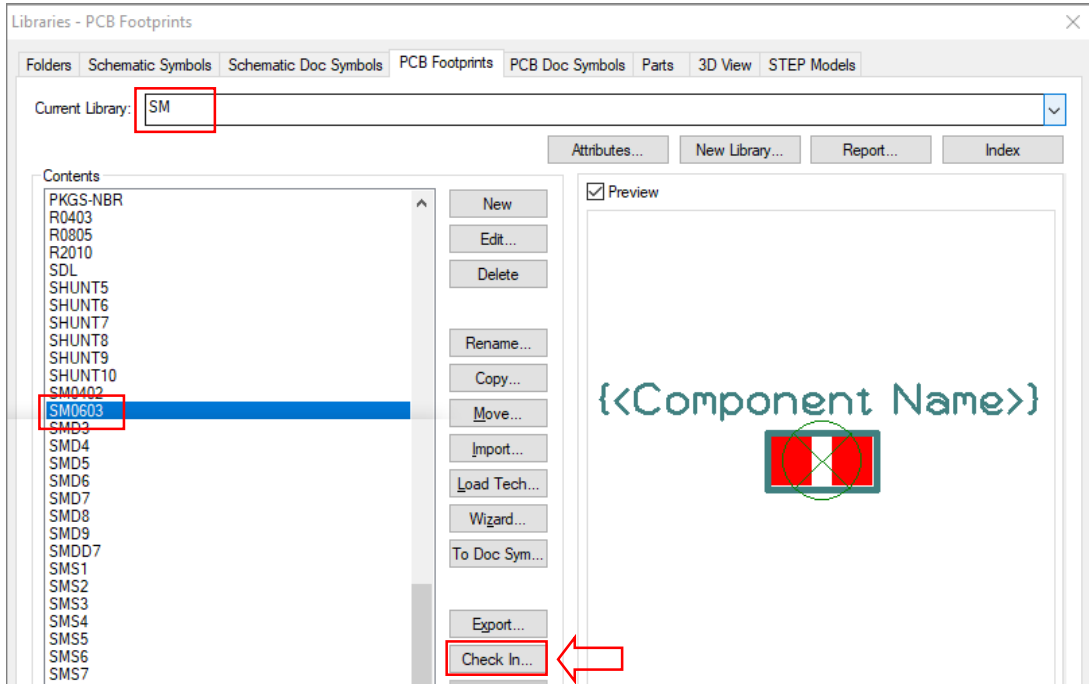 Libraries - PCB Footprints
Folders Schematic Symbols Schematic Doc Symbols PCB Footprints PCB Doc Symbols Parts 3D View STEP Models
Current Library: SM
Attributes... New Library... Report... Index
Contents
PKGS-NBR
R0403
R0805
R2010
SDL
SHUNT5
SHUNT6
SHUNT7
SHUNT8
SHUNT9
SHUNT10
SM0402
SM0603
SMD3
SMD4
SMD5
SMD6
SMD7
SMD8
SMD9
SMDD7
SMS1
SMS2
SMS3
SMS4
SMS5
SMS6
SMS7
New
Edit...
Delete
Rename...
Copy...
Move...
Import...
Load Tech...
Wizard...
To Doc Sym...
Export...
Check In...
Preview
{<Component Name>}